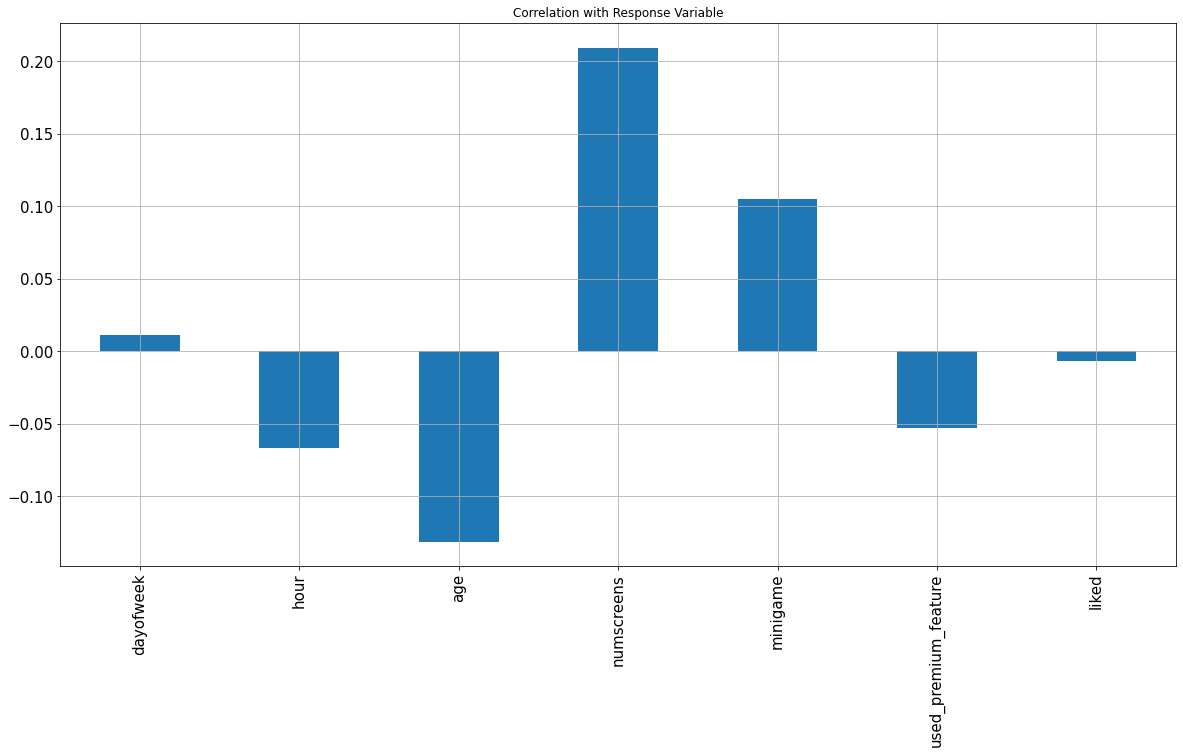 Correlation with Response Variable
0.20
0.15
0.10
0.05
0.00
−0.05
−0.10
dayofweek
hour
age
numscreens
minigame
used_premium_feature
liked